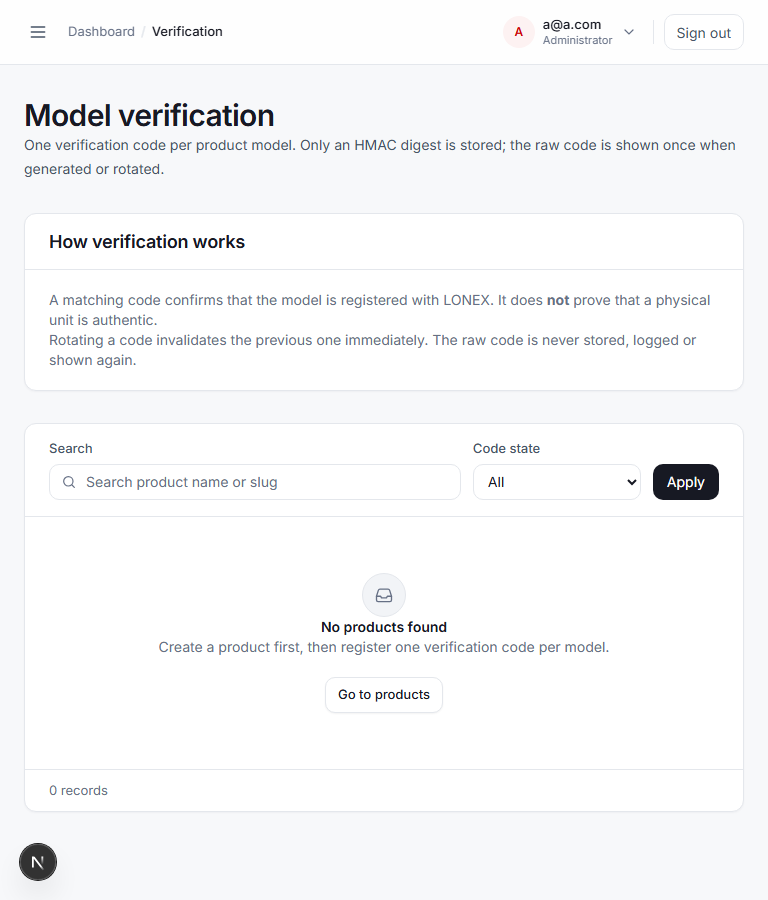 Dashboard / Verification
A
a@a.com
Administrator
Sign out
Model verification
One verification code per product model. Only an HMAC digest is stored; the raw code is shown once when
generated or rotated.
How verification works
A matching code confirms that the model is registered with LONEX. It does not prove that a physical
unit is authentic.
Rotating a code invalidates the previous one immediately. The raw code is never stored, logged or
shown again.
Search
Code state
Search product name or slug
All
Apply
No products found
Create a product first, then register one verification code per model.
Go to products
0 records
N